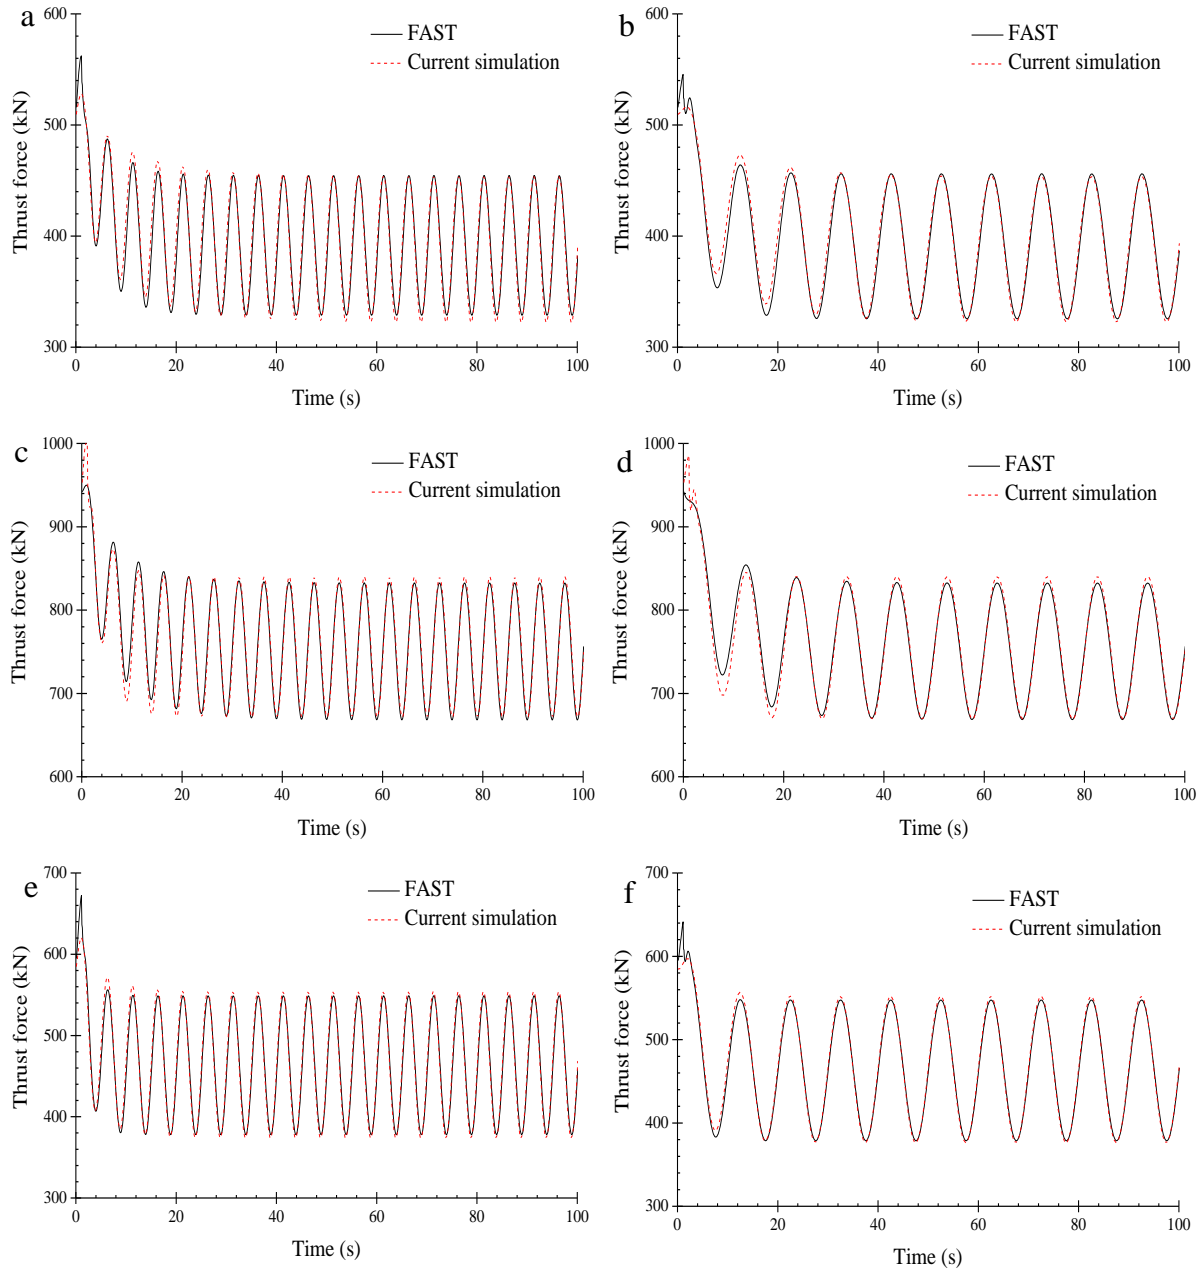 a
600
500
400
300
Thrust force (kN)
FAST
Current simulation
0 20 40 60 80 100
Time (s)
b
600
500
400
300
Thrust force (kN)
FAST
Current simulation
0 20 40 60 80 100
Time (s)
c
1000
900
800
700
600
Thrust force (kN)
FAST
Current simulation
0 20 40 60 80 100
Time (s)
d
1000
900
800
700
600
Thrust force (kN)
FAST
Current simulation
0 20 40 60 80 100
Time (s)
e
700
600
500
400
300
Thrust force (kN)
FAST
Current simulation
0 20 40 60 80 100
Time (s)
f
700
600
500
400
300
Thrust force (kN)
FAST
Current simulation
0 20 40 60 80 100
Time (s)